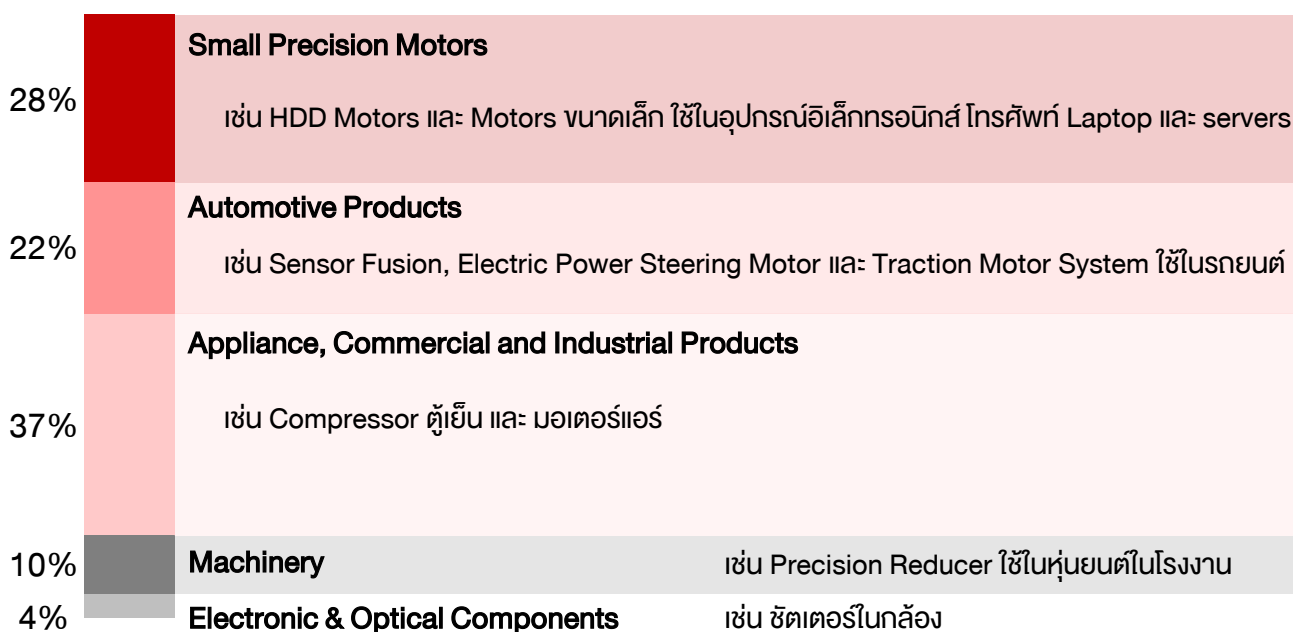 Small Precision Motors
28%
เช่น HDD Motors และ Motors ขนาดเล็ก ใช้ในอุปกรณ์อิเล็กทรอนิกส์ โทรศัพท์ Laptop และ servers
Automotive Products
22%
เช่น Sensor Fusion, Electric Power Steering Motor และ Traction Motor System ใช้ในรถยนต์
Appliance, Commercial and Industrial Products
37%
เช่น Compressor ตู้เย็น และ มอเตอร์แอร์
10%
Machinery
เช่น Precision Reducer ใช้ในหุ่นยนต์ในโรงงาน
4%
Electronic & Optical Components
เช่น ชัตเตอร์ในกล้อง